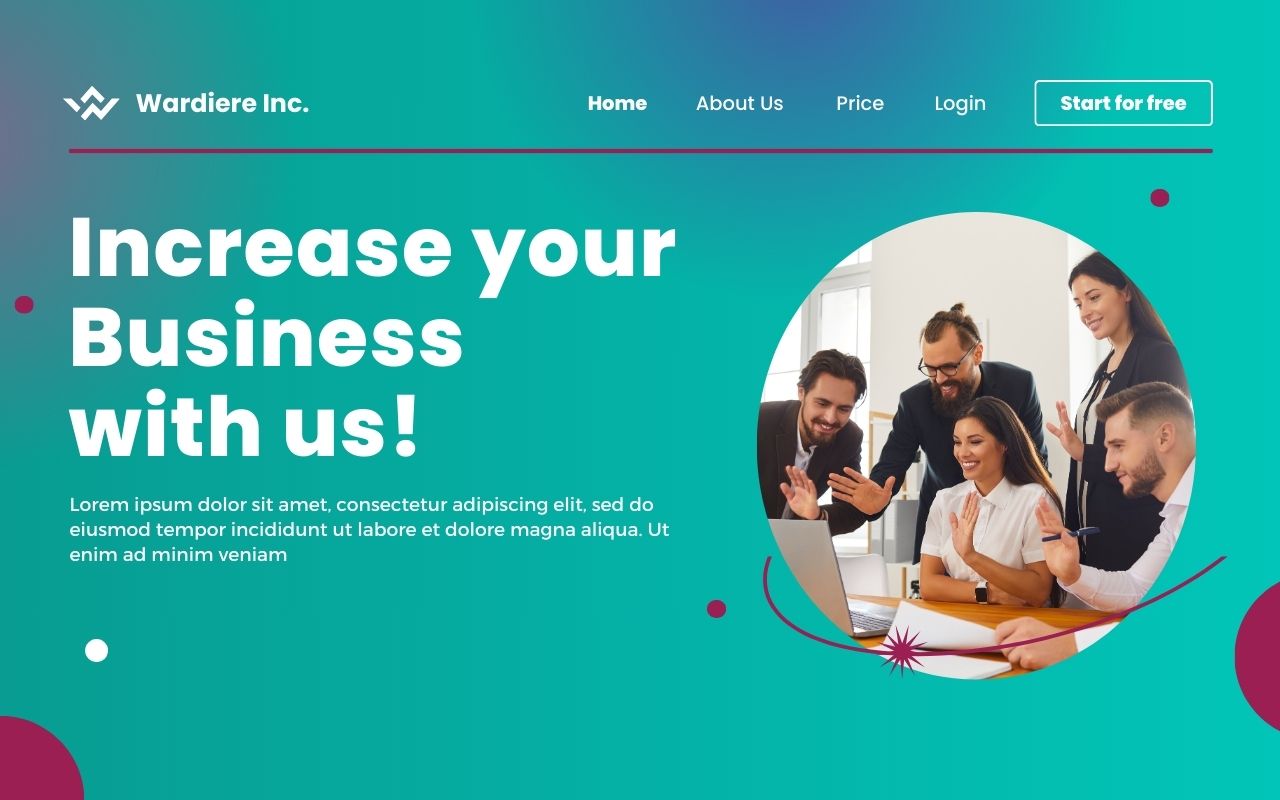 Wardiere Inc.
Home About Us Price Login Start for free
Increase your
Business
with us!
Lorem ipsum dolor sit amet, consectetur adipiscing elit, sed do
eiusmod tempor incididunt ut labore et dolore magna aliqua. Ut
enim ad minim veniam